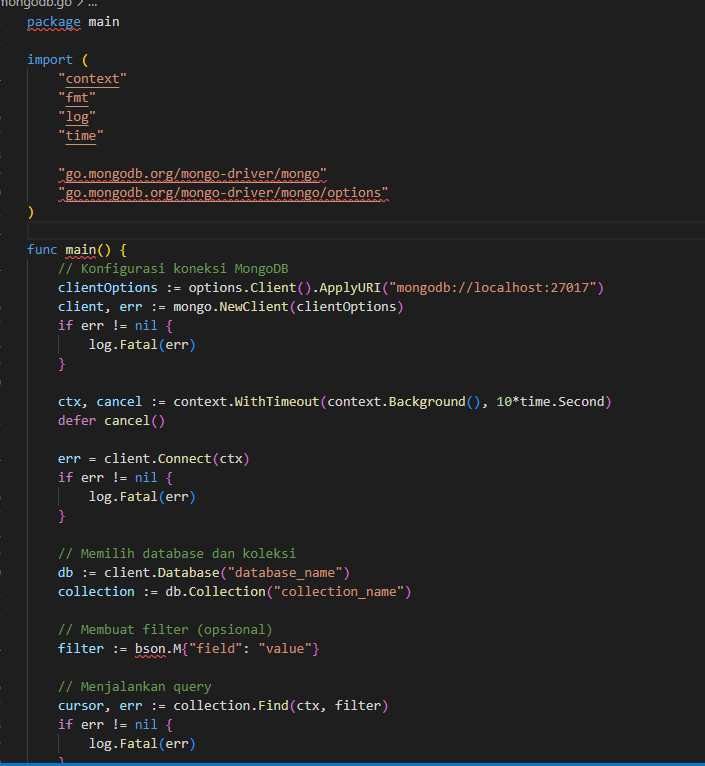 mongodb.go > ...
package main
import (
"context"
"fmt"
"log"
"time"
"go.mongodb.org/mongo-driver/mongo"
"go.mongodb.org/mongo-driver/mongo/options"
)
func main() {
// Konfigurasi koneksi MongoDB
clientOptions := options.Client().ApplyURI("mongodb://localhost:27017")
client, err := mongo.NewClient(clientOptions)
if err != nil {
log.Fatal(err)
}
ctx, cancel := context.WithTimeout(context.Background(), 10*time.Second)
defer cancel()
err = client.Connect(ctx)
if err != nil {
log.Fatal(err)
}
// Memilih database dan koleksi
db := client.Database("database_name")
collection := db.Collection("collection_name")
// Membuat filter (opsional)
filter := bson.M{"field": "value"}
// Menjalankan query
cursor, err := collection.Find(ctx, filter)
if err != nil {
log.Fatal(err)
}